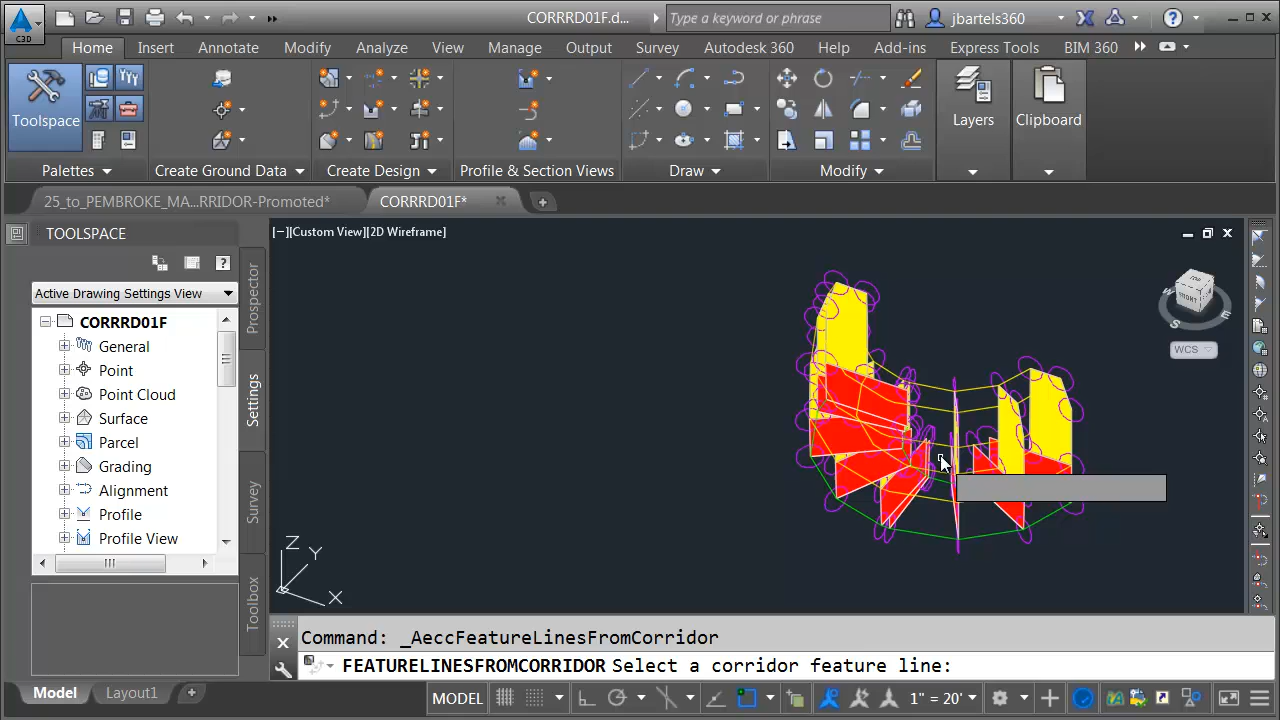 CORRRD01F.d...
Type a keyword or phrase
jbartels360
?
C3D
Home Insert Annotate Modify Analyze View Manage Output Survey Autodesk 360 Help Add-ins Express Tools BIM 360
Toolspace
Layers
Clipboard
Palettes Create Ground Data Create Design Profile & Section Views Draw Modify
25_to_PEMBROKE_MA...RRIDOR-Promoted*
CORRRD01F*
TOOLSPACE
?
Active Drawing Settings View
CORRRD01F
General
Point
Point Cloud
Surface
Parcel
Grading
Alignment
Profile
Profile View
Prospector
Settings
Survey
Toolbox
[−][Custom View][2D Wireframe]
TOP
FRONT
W
S
E
WCS
Z
Y
X
Command: _AeccFeatureLinesFromCorridor
FEATURELINESFROMCORRIDOR Select a corridor feature line:
Model Layout1
MODEL
1" = 20'